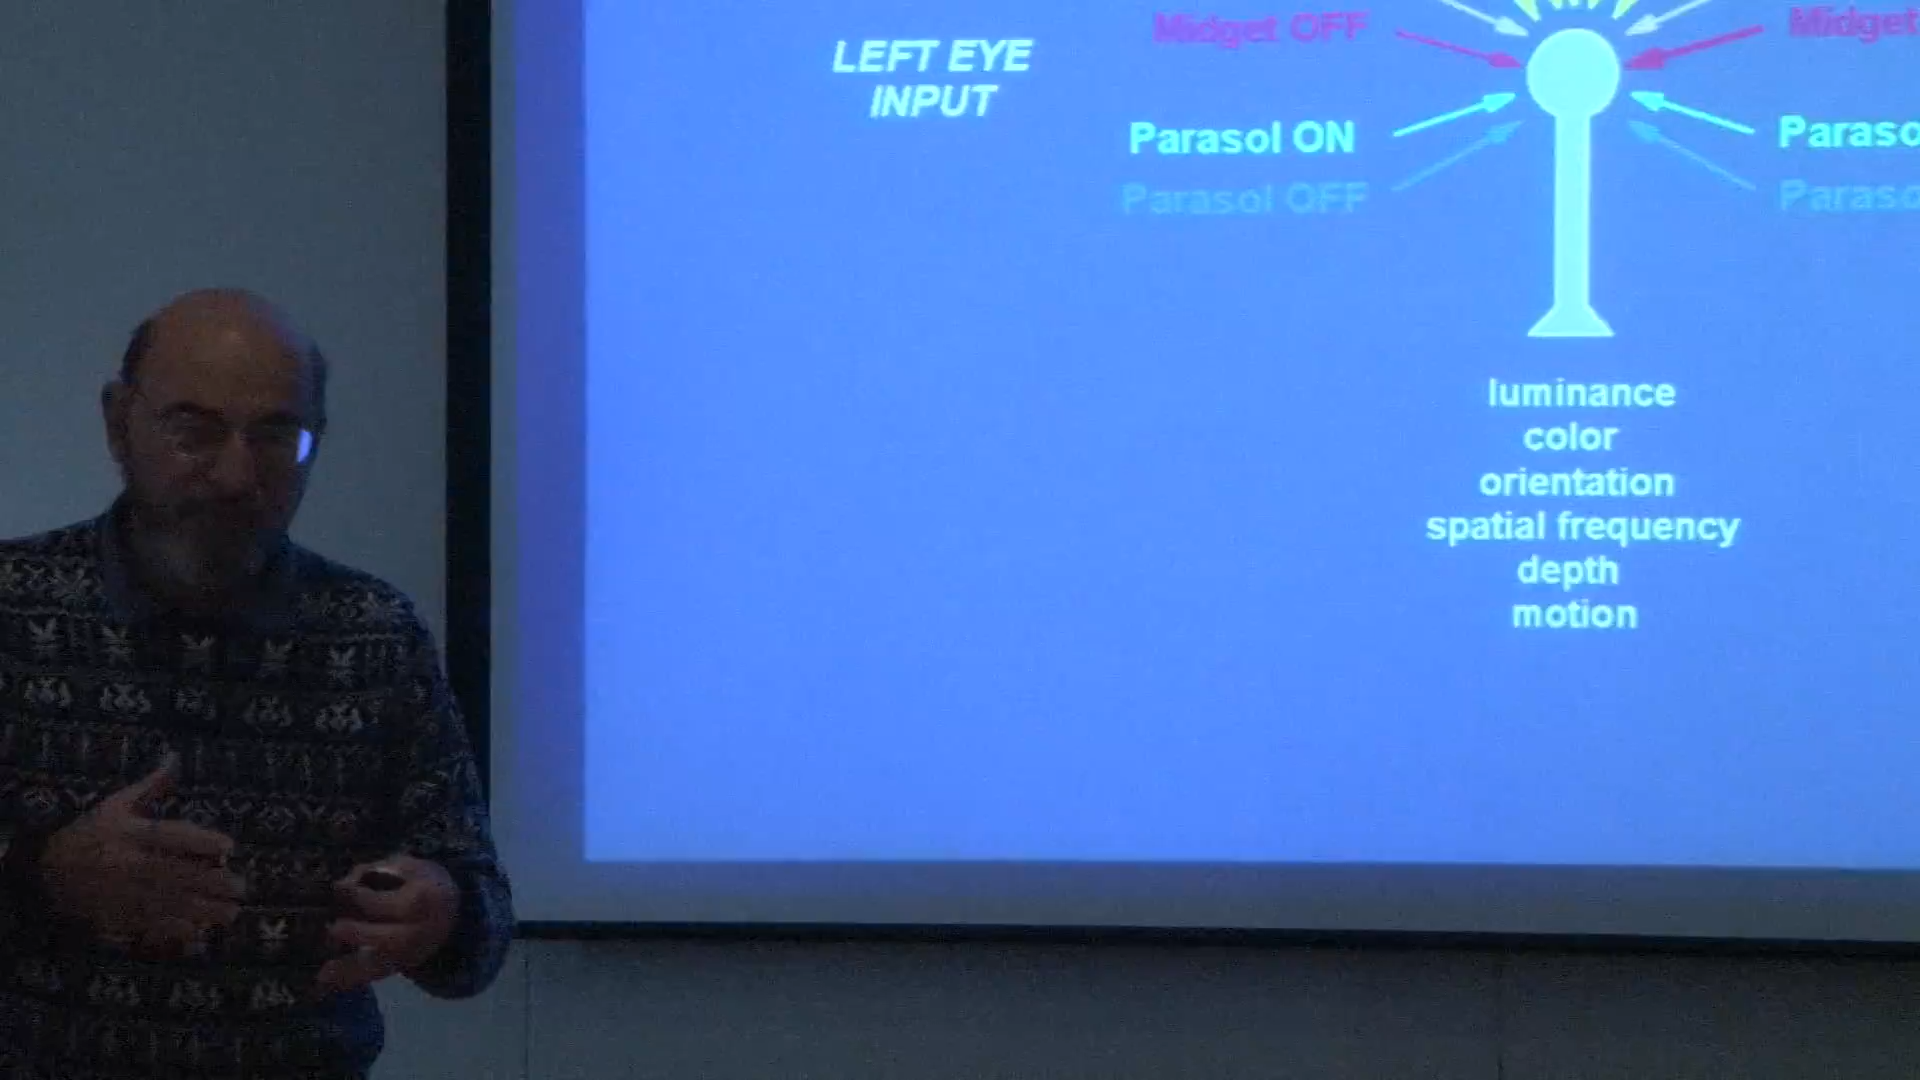 LEFT EYE
INPUT
Midget OFF
Midget
Parasol ON
Paraso
Parasol OFF
Paraso
luminance
color
orientation
spatial frequency
depth
motion